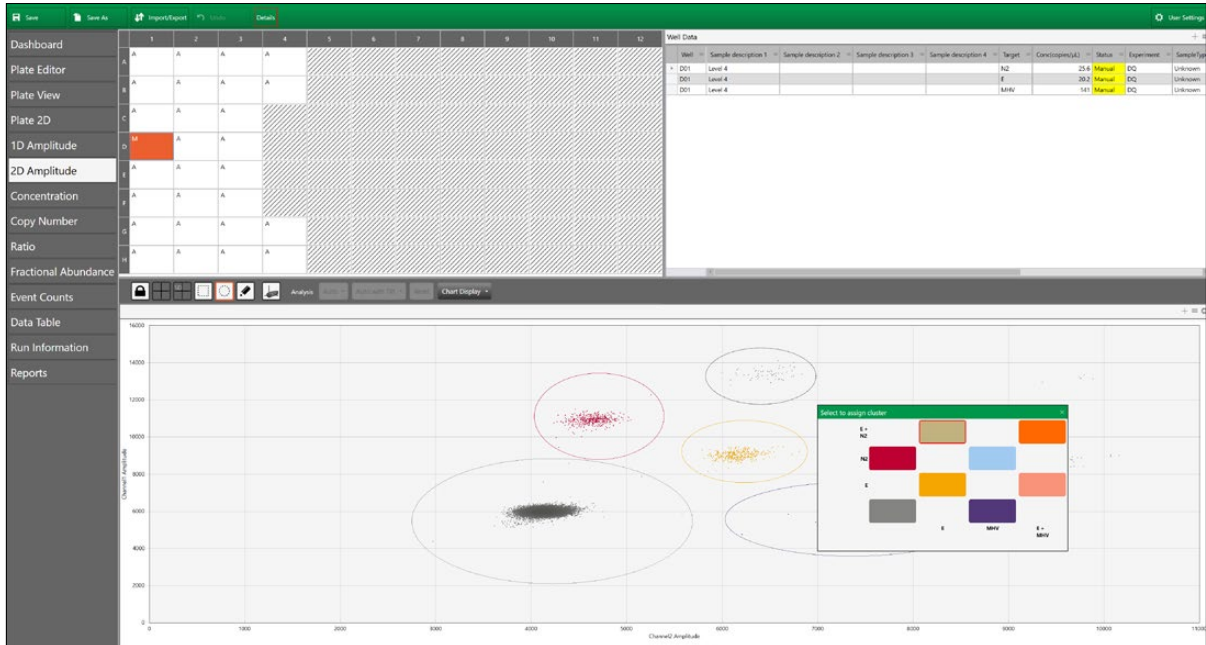 Save Save As Import/Export Undo Details User Settings
Dashboard
Plate Editor
Plate View
Plate 2D
1D Amplitude
2D Amplitude
Concentration
Copy Number
Ratio
Fractional Abundance
Event Counts
Data Table
Run Information
Reports
1 2 3 4 5 6 7 8 9 10 11 12
A A A A A
B A A A A
C A A A
D M A A
E A A A
F A A A
G A A A A
H A A A A
Well Data
Well Sample description 1 Sample description 2 Sample description 3 Sample description 4 Target Conc(copies/µL) Status Experiment SampleType
D01 Level 4 N2 25.6 Manual DQ Unknown
D01 Level 4 E 20.2 Manual DQ Unknown
D01 Level 4 MHV 141 Manual DQ Unknown
Analysis Auto Chart Display
16000
14000
12000
10000
8000
6000
4000
2000
0
Channel1 Amplitude
0 1000 2000 3000 4000 5000 6000 7000 8000 9000 10000 11000
Channel2 Amplitude
Select to assign cluster
E +
N2
N2
E
E MHV E +
MHV